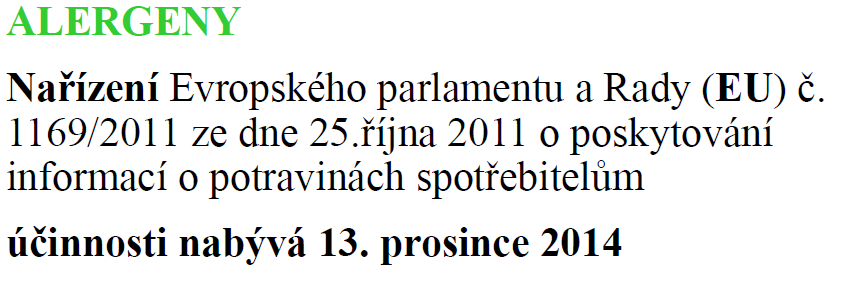 ALERGENY
Nařízení Evropského parlamentu a Rady (EU) č.
1169/2011 ze dne 25.října 2011 o poskytování
informací o potravinách spotřebitelům
účinnosti nabývá 13. prosince 2014